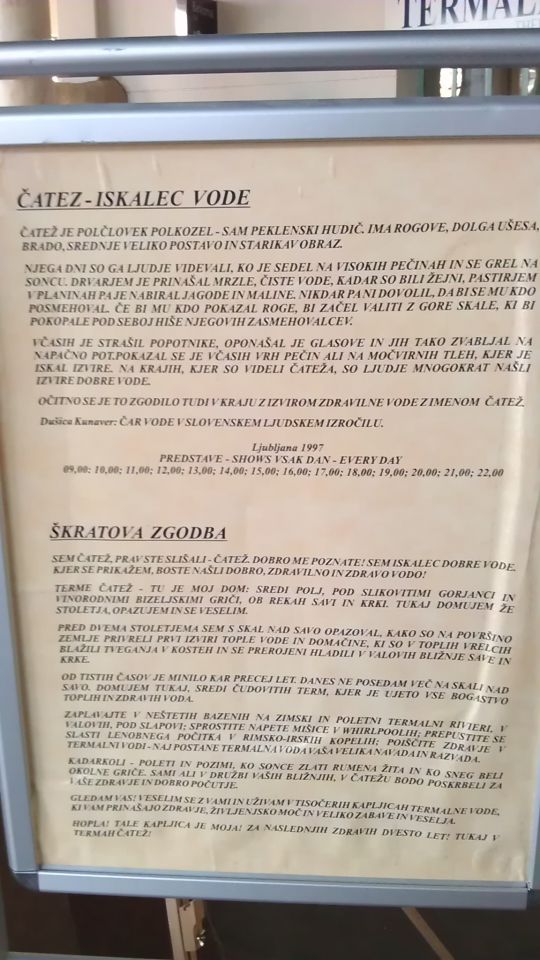 TERMAL
ČATEZ - ISKALEC VODE
ČATEŽ JE POLČLOVEK POLKOZEL - SAM PEKLENSKI HUDIČ. IMA ROGOVE, DOLGA UŠESA,
BRADO, SREDNJE VELIKO POSTAVO IN STARIKAV OBRAZ.
NJEGA DNI SO GA LJUDJE VIDEVALI, KO JE SEDEL NA VISOKIH PEČINAH IN SE GREL NA
SONCU. DRVARJEM JE PRINAŠAL MRZLE, ČISTE VODE, KADAR SO BILI ŽEJNI, PASTIRJEM
V PLANINAH PA JE NABIRAL JAGODE IN MALINE. NIKDAR PA NI DOVOLIL, DA BI SE MU KDO
POSMEHOVAL. ČE BI MU KDO POKAZAL ROGE, BI ZAČEL VALITI Z GORE SKALE, KI BI
POKOPALE POD SEBOJ HIŠE NJEGOVIH ZASMEHOVALCEV.
VČASIH JE STRAŠIL POPOTNIKE, OPONAŠAL JE GLASOVE IN JIH TAKO ZVABLJAL NA
NAPAČNO POT.POKAZAL SE JE VČASIH VRH PEČIN ALI NA MOČVIRNIH TLEH, KJER JE
ISKAL IZVIRE. NA KRAJIH, KJER SO VIDELI ČATEŽA, SO LJUDJE MNOGOKRAT NAŠLI
IZVIRE DOBRE VODE.
OČITNO SE JE TO ZGODILO TUDI V KRAJU Z IZVIROM ZDRAVILNE VODE Z IMENOM ČATEŽ.
Dušica Kunaver: ČAR VODE V SLOVENSKEM LJUDSKEM IZROČILU.
Ljubljana 1997
PREDSTAVE - SHOWS VSAK DAN - EVERY DAY
09,00: 10,00; 11,00; 12,00; 13,00; 14,00; 15,00; 16,00; 17,00; 18,00; 19,00; 20,00; 21,00; 22,00
ŠKRATOVA ZGODBA
SEM ČATEŽ, PRAV STE SLIŠALI - ČATEŽ. DOBRO ME POZNATE! SEM ISKALEC DOBRE VODE,
KJER SE PRIKAŽEM, BOSTE NAŠLI DOBRO, ZDRAVILNO IN ZDRAVO VODO!
TERME ČATEŽ - TU JE MOJ DOM: SREDI POLJ, POD SLIKOVITIMI GORJANCI IN
VINORODNIMI BIZELJSKIMI GRIČI, OB REKAH SAVI IN KRKI. TUKAJ DOMUJEM ŽE
STOLETJA, OPAZUJEM IN SE VESELIM.
PRED DVEMA STOLETJEMA SEM S SKAL NAD SAVO OPAZOVAL, KAKO SO NA POVRŠINO
ZEMLJE PRIVRELI PRVI IZVIRI TOPLE VODE IN DOMAČINE, KI SO V TOPLIH VRELCIH
BLAŽILI TVEGANJA V KOSTEH IN SE PREROJENI HLADILI V VALOVIH BLIŽNJE SAVE IN
KRKE.
OD TISTIH ČASOV JE MINILO KAR PRECEJ LET. DANES NE POSEDAM VEČ NA SKALI NAD
SAVO. DOMUJEM TUKAJ, SREDI ČUDOVITIH TERM, KJER JE UJETO VSE BOGASTVO
TOPLIH IN ZDRAVIH VODA.
ZAPLAVAJTE V NEŠTETIH BAZENIH NA ZIMSKI IN POLETNI TERMALNI RIVIERI, V
VALOVIH, POD SLAPOVI; SPROSTITE NAPETE MIŠICE V WHIRLPOOLIH; PREPUSTITE SE
SLASTI LENOBNEGA POČITKA V RIMSKO-IRSKIH KOPELIH; POIŠČITE ZDRAVJE V
TERMALNI VODI - NAJ POSTANE TERMALNA VODA VAŠA VELIKA NAVADA IN RAZVADA.
KADARKOLI - POLETI IN POZIMI, KO SONCE ZLATI RUMENA ŽITA IN KO SNEG BELI
OKOLNE GRIČE. SAMI ALI V DRUŽBI VAŠIH BLIŽNJIH, V ČATEŽU BODO POSKRBELI ZA
VAŠE ZDRAVJE IN DOBRO POČUTJE.
GLEDAM VAS! VESELIM SE Z VAMI IN UŽIVAM V TISOČERIH KAPLJICAH TERMALNE VODE,
KI VAM PRINAŠAJO ZDRAVJE, ŽIVLJENJSKO MOČ IN VELIKO ZABAVE IN VESELJA.
HOPLA! TALE KAPLJICA JE MOJA! ZA NASLEDNJIH ZDRAVIH DVESTO LET! TUKAJ V
TERMAH ČATEŽ!